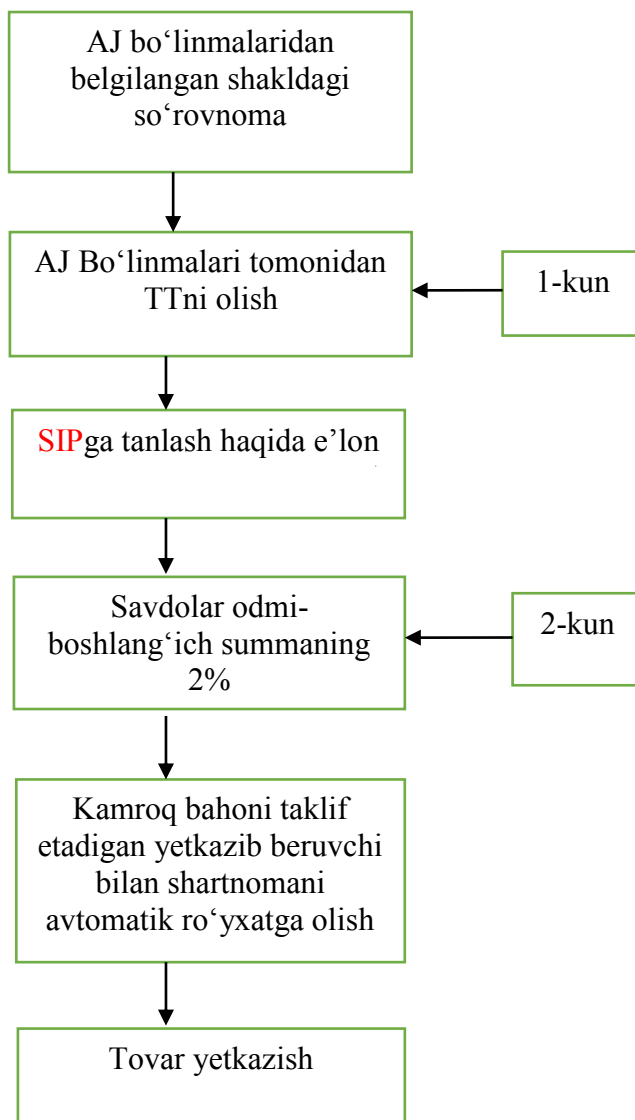 AJ bo‘linmalaridan
belgilangan shakldagi
so‘rovnoma
AJ Bo‘linmalari tomonidan
TTni olish
1-kun
SIPga tanlash haqida e’lon
Savdolar odmi-
boshlang‘ich summaning
2%
2-kun
Kamroq bahoni taklif
etadigan yetkazib beruvchi
bilan shartnomani
avtomatik ro‘yxatga olish
Tovar yetkazish